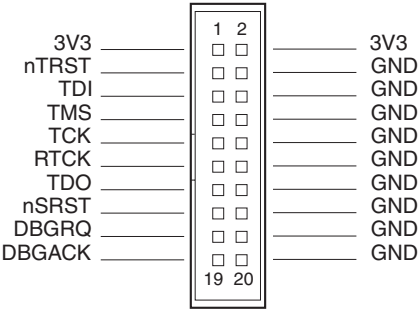 1 2
3V3 3V3
nTRST GND
TDI GND
TMS GND
TCK GND
RTCK GND
TDO GND
nSRST GND
DBGRQ GND
DBGACK GND
19 20